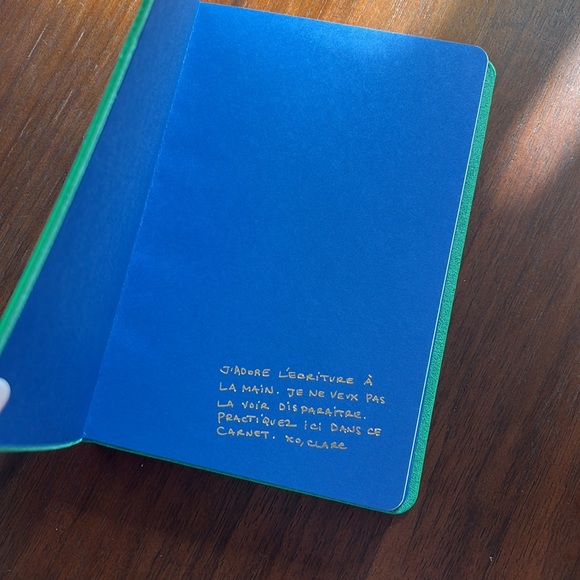 J'ADORE L'ECRITURE À
LA MAIN. JE NE VEUX PAS
LA VOIR DISPARAITRE.
PRACTIQUEZ ICI DANS CE
CARNET. XO, CLARE